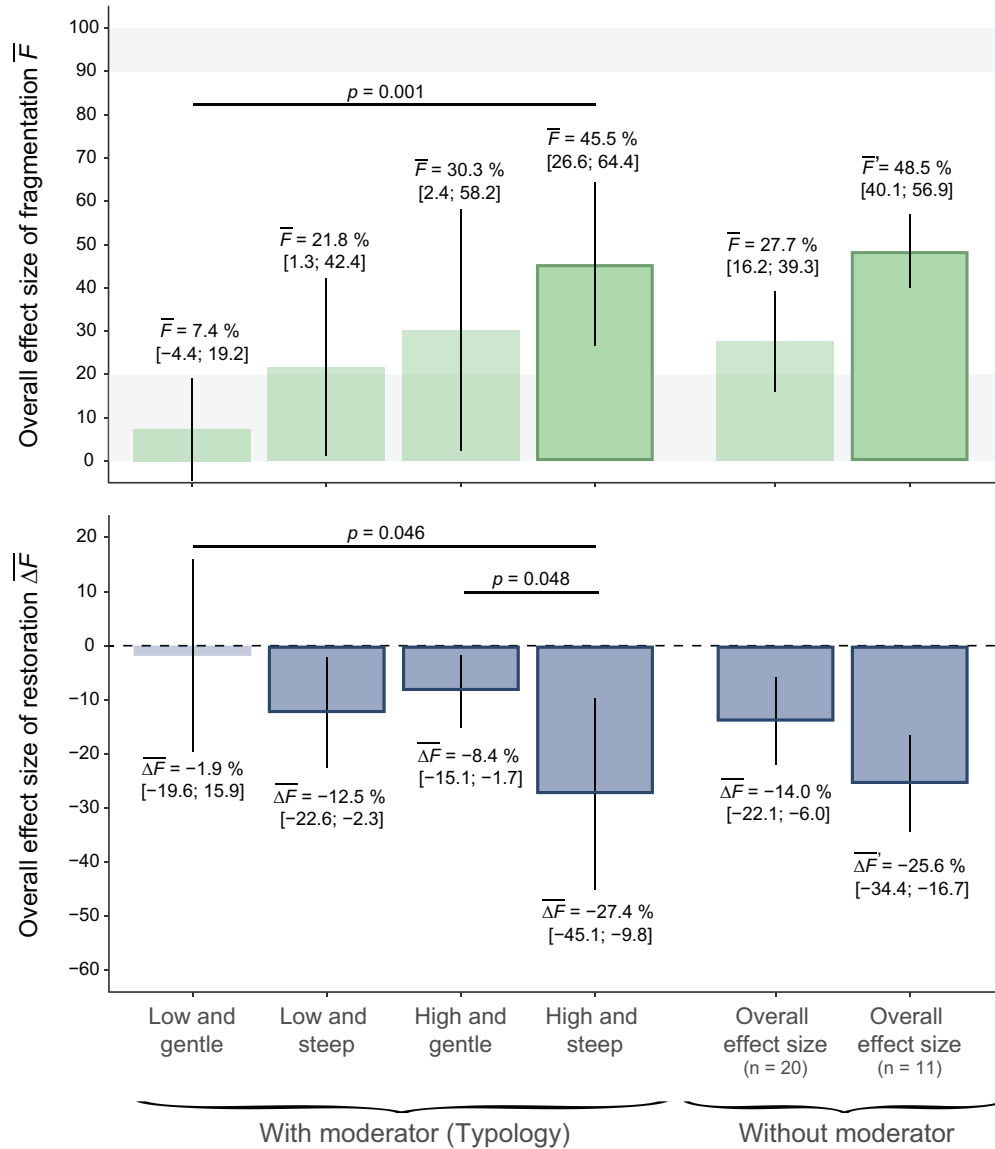 Overall effect size of fragmentation F̅
100
90
80
70
60
50
40
30
20
10
0
p = 0.001
F̅ = 7.4 %
[−4.4; 19.2]
F̅ = 21.8 %
[1.3; 42.4]
F̅ = 30.3 %
[2.4; 58.2]
F̅ = 45.5 %
[26.6; 64.4]
F̅ = 27.7 %
[16.2; 39.3]
F̅’= 48.5 %
[40.1; 56.9]
Overall effect size of restoration Δ̅F̅
20
10
0
−10
−20
−30
−40
−50
−60
p = 0.046
p = 0.048
Δ̅F̅ = −1.9 %
[−19.6; 15.9]
Δ̅F̅ = −12.5 %
[−22.6; −2.3]
Δ̅F̅ = −8.4 %
[−15.1; −1.7]
Δ̅F̅ = −27.4 %
[−45.1; −9.8]
Δ̅F̅ = −14.0 %
[−22.1; −6.0]
Δ̅F̅’= −25.6 %
[−34.4; −16.7]
Low and
gentle
Low and
steep
High and
gentle
High and
steep
Overall
effect size
(n = 20)
Overall
effect size
(n = 11)
With moderator (Typology)
Without moderator